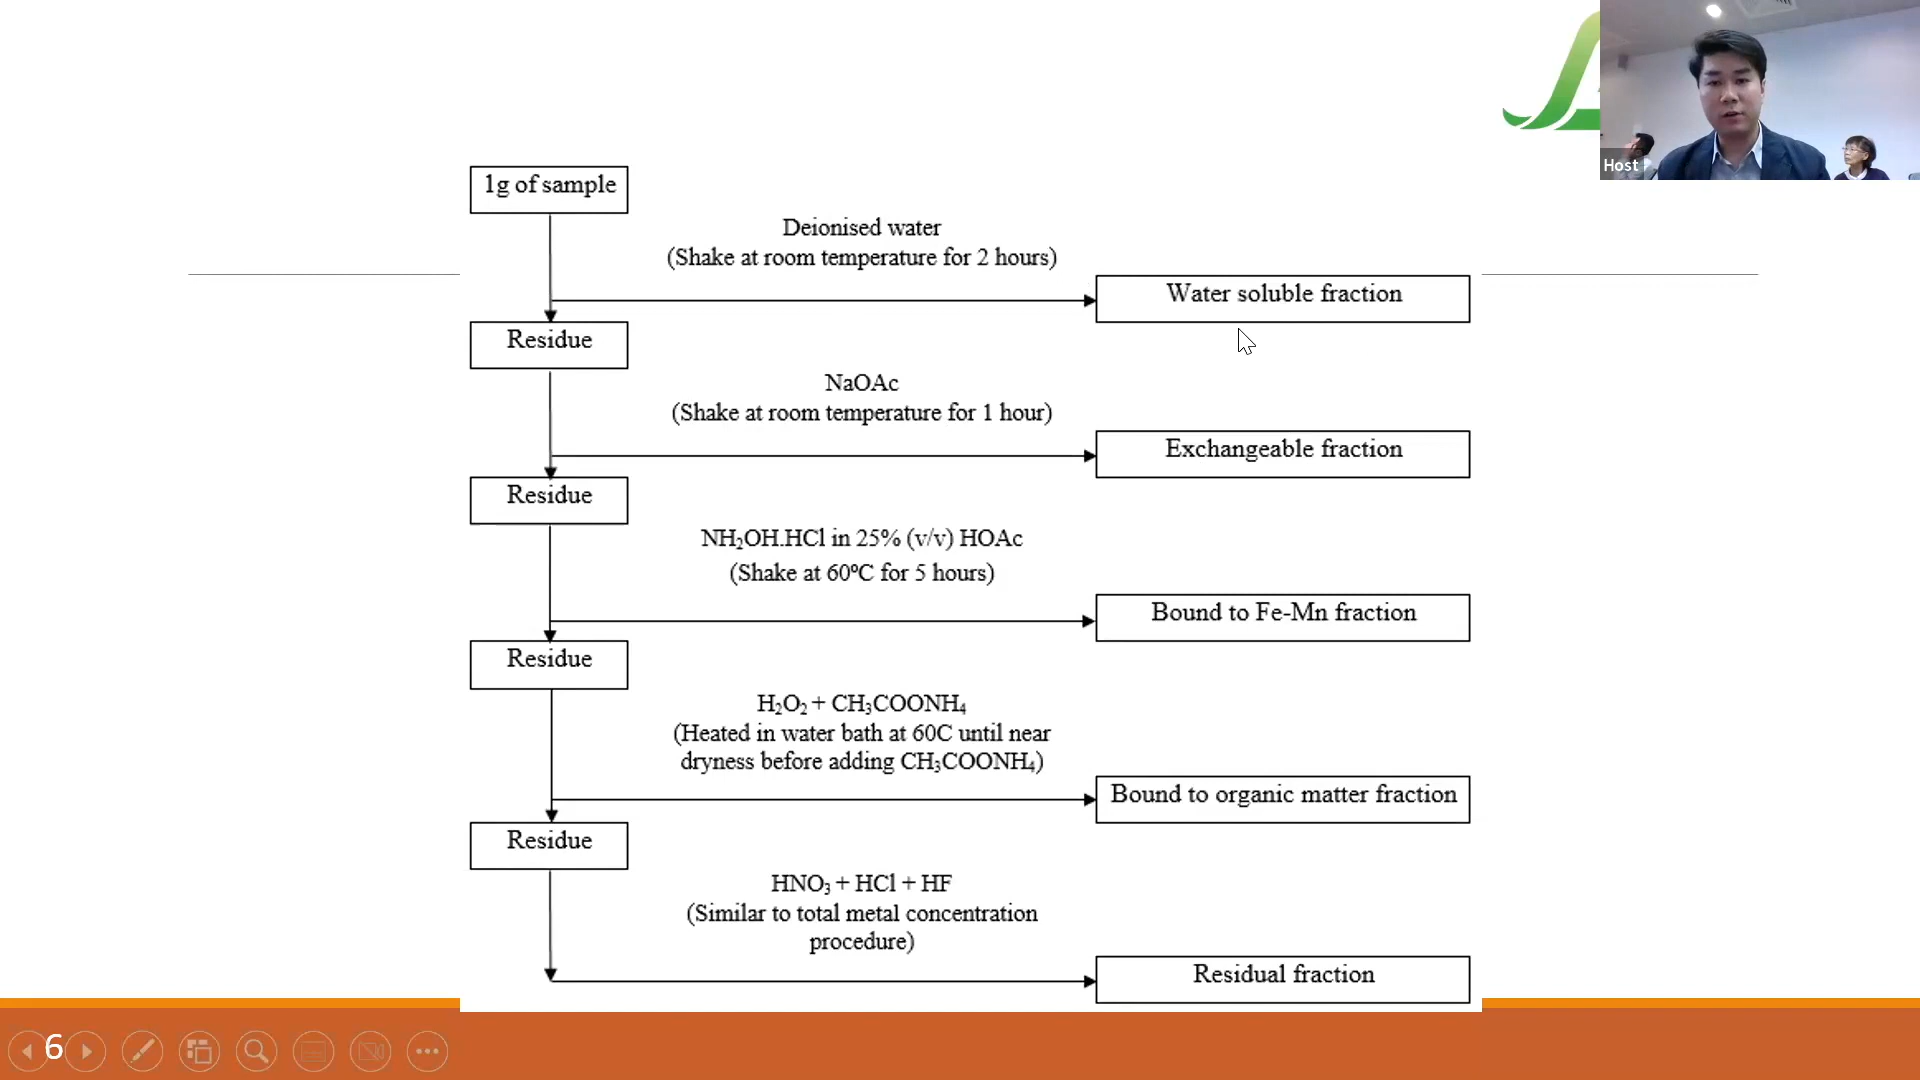 Host
1g of sample
Deionised water
(Shake at room temperature for 2 hours)
Water soluble fraction
Residue
NaOAc
(Shake at room temperature for 1 hour)
Exchangeable fraction
Residue
NH₂OH.HCl in 25% (v/v) HOAc
(Shake at 60ºC for 5 hours)
Bound to Fe-Mn fraction
Residue
H₂O₂ + CH₃COONH₄
(Heated in water bath at 60C until near
dryness before adding CH₃COONH₄)
Bound to organic matter fraction
Residue
HNO₃ + HCl + HF
(Similar to total metal concentration
procedure)
Residual fraction
6